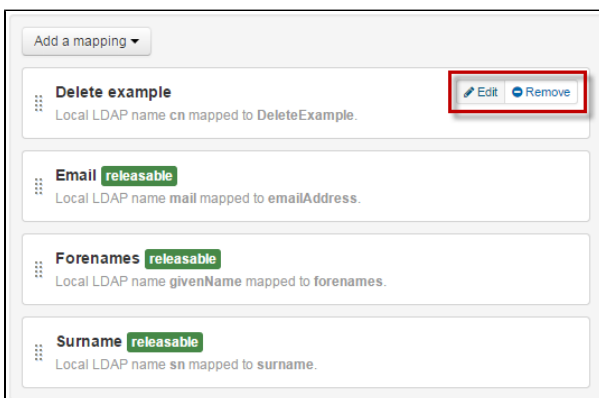 Add a mapping
Delete example
Edit Remove
Local LDAP name cn mapped to DeleteExample.
Email releasable
Local LDAP name mail mapped to emailAddress.
Forenames releasable
Local LDAP name givenName mapped to forenames.
Surname releasable
Local LDAP name sn mapped to surname.